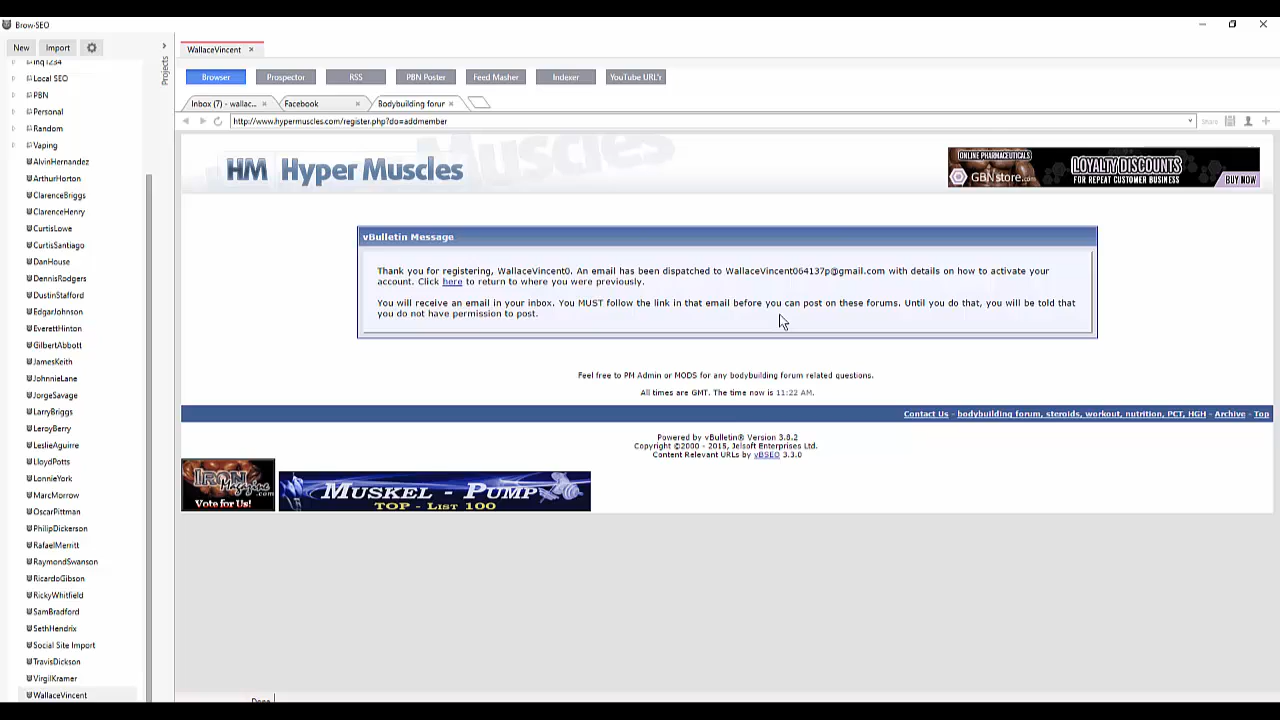 Brow-SEO
New
Import
Inq1234
Local SEO
PBN
Personal
Random
Vaping
AlvinHernandez
ArthurHorton
ClarenceBriggs
ClarenceHenry
CurtisLowe
CurtisSantiago
DanHouse
DennisRodgers
DustinStafford
EdgarJohnson
EverettHinton
GilbertAbbott
JamesKeith
JohnnieLane
JorgeSavage
LarryBriggs
LeroyBerry
LeslieAguirre
LloydPotts
LonnieYork
MarcMorrow
OscarPittman
PhilipDickerson
RafaelMerritt
RaymondSwanson
RicardoGibson
RickyWhitfield
SamBradford
SethHendrix
Social Site Import
TravisDickson
VirgilKramer
WallaceVincent
Projects
WallaceVincent
Browser
Prospector
RSS
PBN Poster
Feed Masher
Indexer
YouTube URL's
Inbox (7) - wallac...
Facebook
Bodybuilding forur
http://www.hypermuscles.com/register.php?do=addmember
Share
Muscles
HM Hyper Muscles
ONLINE PHARMACEUTICALS
GBNstore.com
LOYALTY DISCOUNTS
FOR REPEAT CUSTOMER BUSINESS
BUY NOW
vBulletin Message
Thank you for registering, WallaceVincent0. An email has been dispatched to WallaceVincent064137p@gmail.com with details on how to activate your
account. Click here to return to where you were previously.
You will receive an email in your inbox. You MUST follow the link in that email before you can post on these forums. Until you do that, you will be told that
you do not have permission to post.
Feel free to PM Admin or MODS for any bodybuilding forum related questions.
All times are GMT. The time now is 11:22 AM.
Contact Us - bodybuilding forum, steroids, workout, nutrition, PCT, HGH - Archive - Top
Powered by vBulletin® Version 3.8.2
Copyright ©2000 - 2015, Jelsoft Enterprises Ltd.
Content Relevant URLs by vBSEO 3.3.0
IRON
Magazine
.com
Vote for Us!
MUSKEL - PUMP
TOP - LIST 100
Done